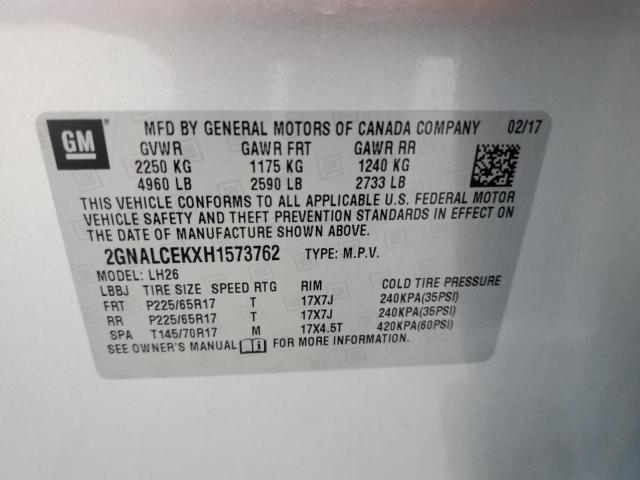 GM
MFD BY GENERAL MOTORS OF CANADA COMPANY 02/17
GVWR GAWR FRT GAWR RR
2250 KG 1175 KG 1240 KG
4960 LB 2590 LB 2733 LB
THIS VEHICLE CONFORMS TO ALL APPLICABLE U.S. FEDERAL MOTOR
VEHICLE SAFETY AND THEFT PREVENTION STANDARDS IN EFFECT ON
THE DATE OF MANUFACTURE SHOWN ABOVE.
2GNALCEKXH1573762 TYPE: M.P.V.
MODEL: LH26
LBBJ TIRE SIZE SPEED RTG RIM COLD TIRE PRESSURE
FRT P225/65R17 T 17X7J 240KPA(35PSI)
RR P225/65R17 T 17X7J 240KPA(35PSI)
SPA T145/70R17 M 17X4.5T 420KPA(60PSI)
SEE OWNER'S MANUAL FOR MORE INFORMATION.